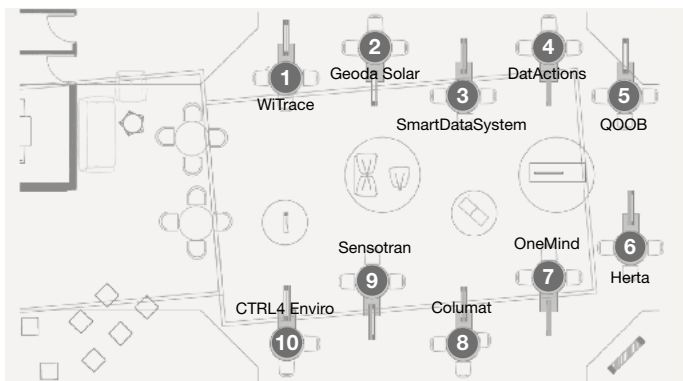 1
WiTrace
2
Geoda Solar
3
SmartDataSystem
4
DatActions
5
QOOB
6
Herta
7
OneMind
8
Columat
9
Sensotran
10
CTRL4 Enviro